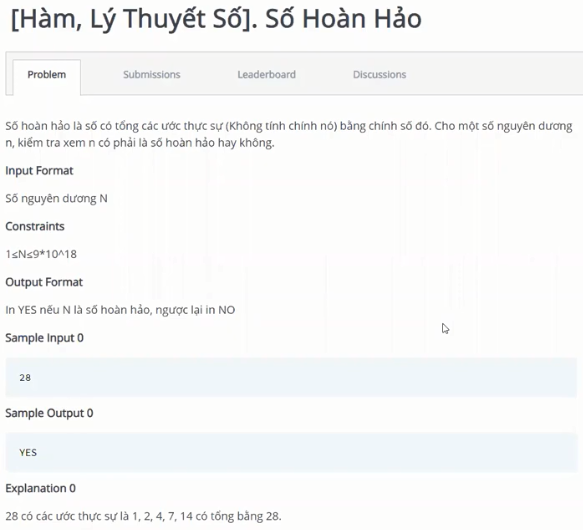 [Hàm, Lý Thuyết Số]. Số Hoàn Hảo
Problem Submissions Leaderboard Discussions
Số hoàn hảo là số có tổng các ước thực sự (Không tính chính nó) bằng chính số đó. Cho một số nguyên dương
n, kiểm tra xem n có phải là số hoàn hảo hay không.
Input Format
Số nguyên dương N
Constraints
1≤N≤9*10^18
Output Format
In YES nếu N là số hoàn hảo, ngược lại in NO
Sample Input 0
28
Sample Output 0
YES
Explanation 0
28 có các ước thực sự là 1, 2, 4, 7, 14 có tổng bằng 28.